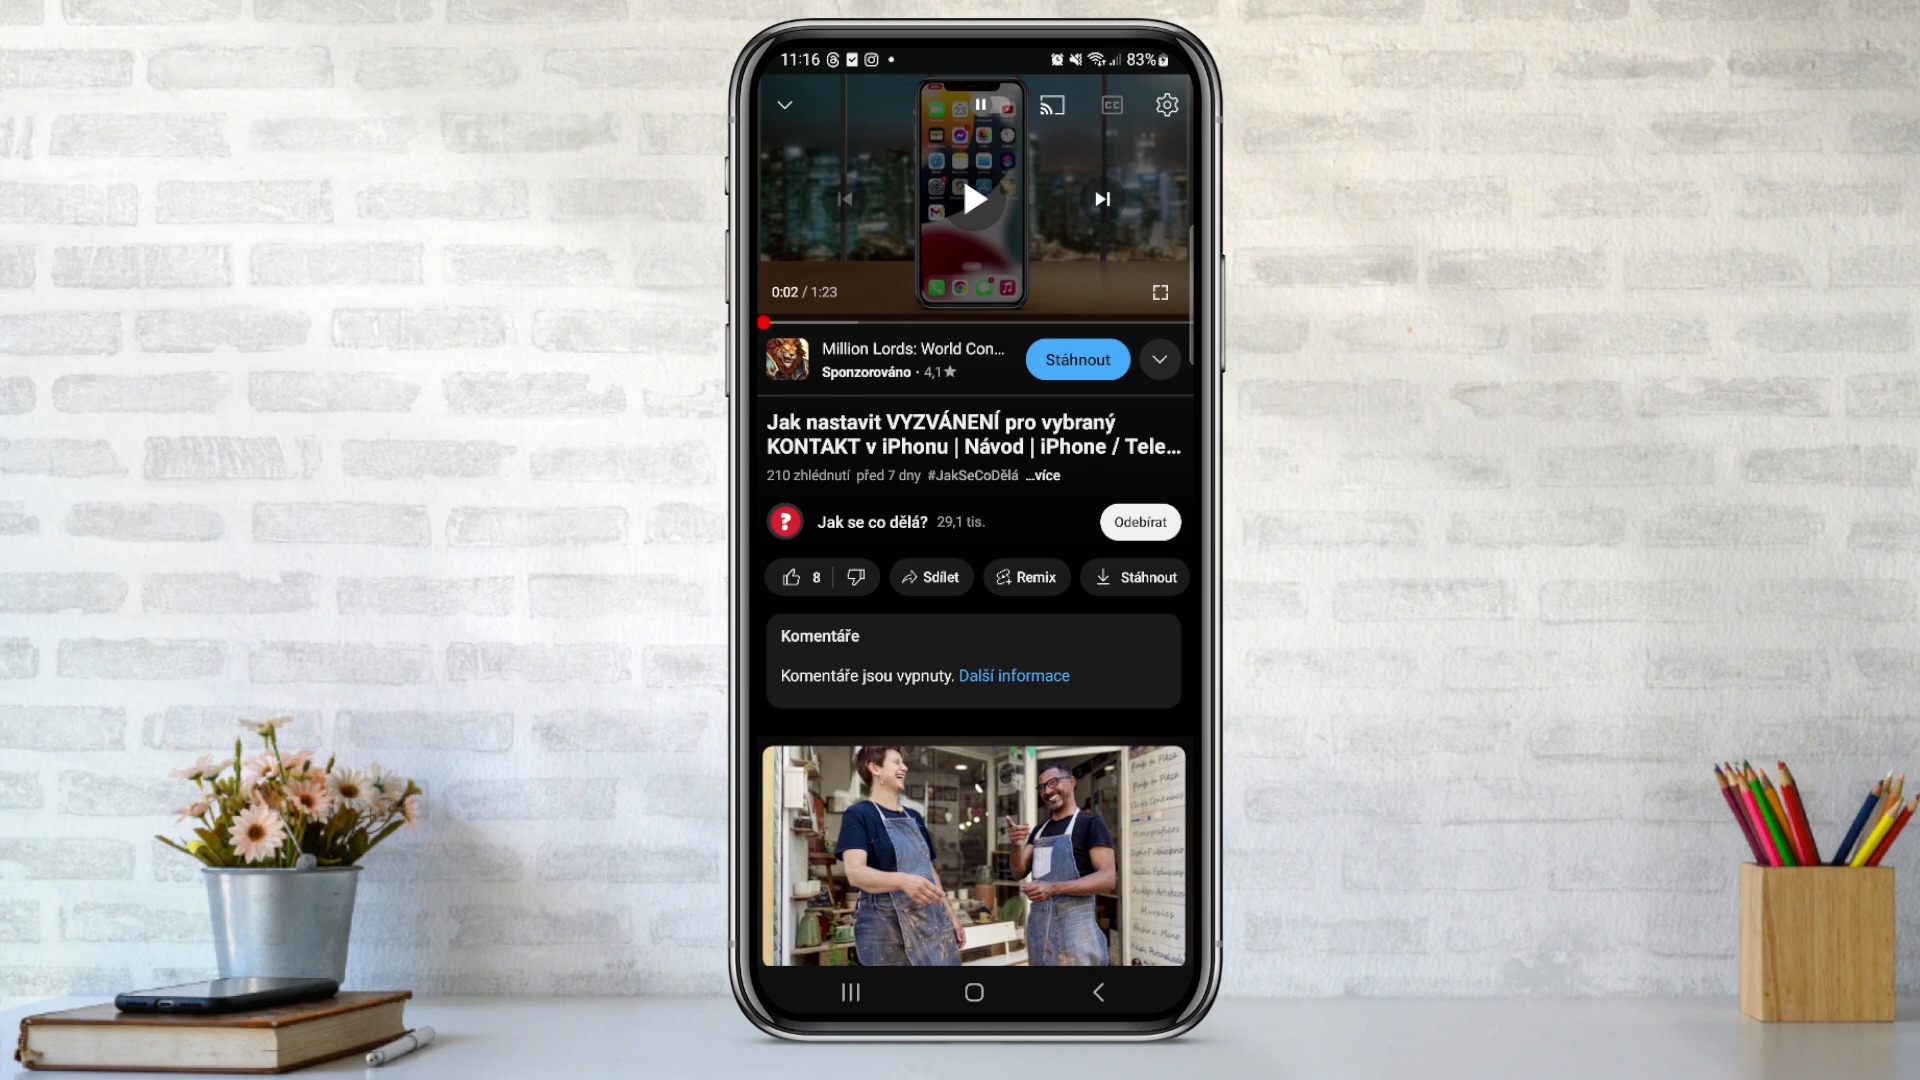 11:16
83%
CC
0:02 / 1:23
Million Lords: World Con...
Sponzorováno · 4,1★
Stáhnout
Jak nastavit VYZVÁNENÍ pro vybraný
KONTAKT v iPhonu | Návod | iPhone / Tele...
210 zhlédnutí před 7 dny #JakSeCoDělá ...více
Jak se co dělá? 29,1 tis.
Odebírat
8
Sdílet
Remix
Stáhnout
Komentáře
Komentáře jsou vypnuty. Další informace